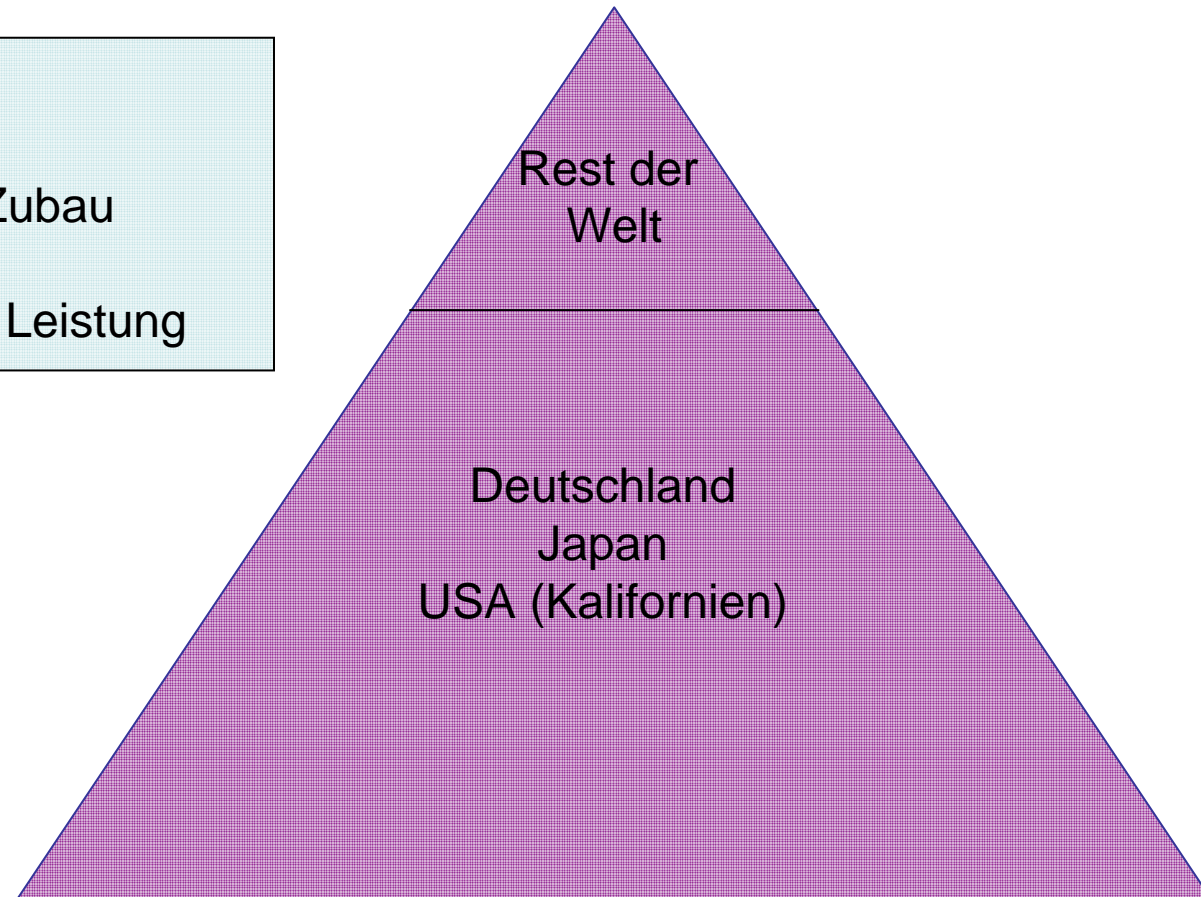 Zubau
Leistung
Rest der
Welt
Deutschland
Japan
USA (Kalifornien)